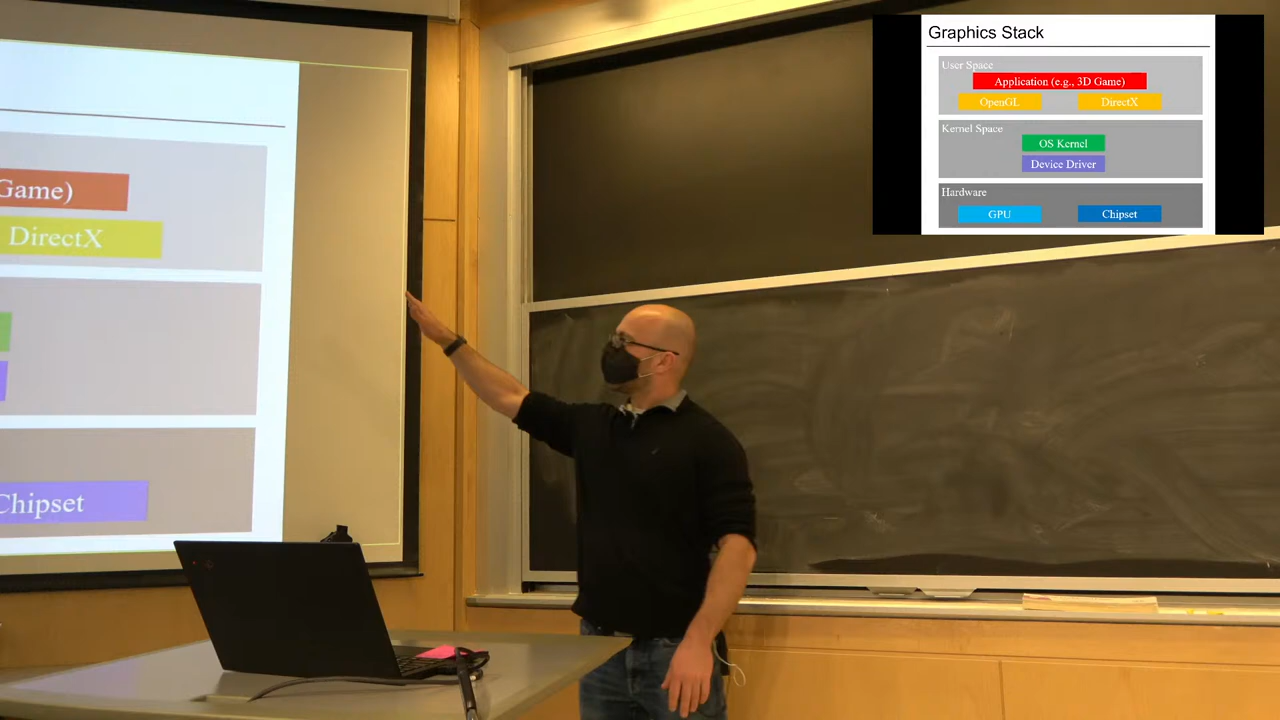 Game)
DirectX
Chipset
Graphics Stack
User Space
Application (e.g., 3D Game)
OpenGL DirectX
Kernel Space
OS Kernel
Device Driver
Hardware
GPU Chipset